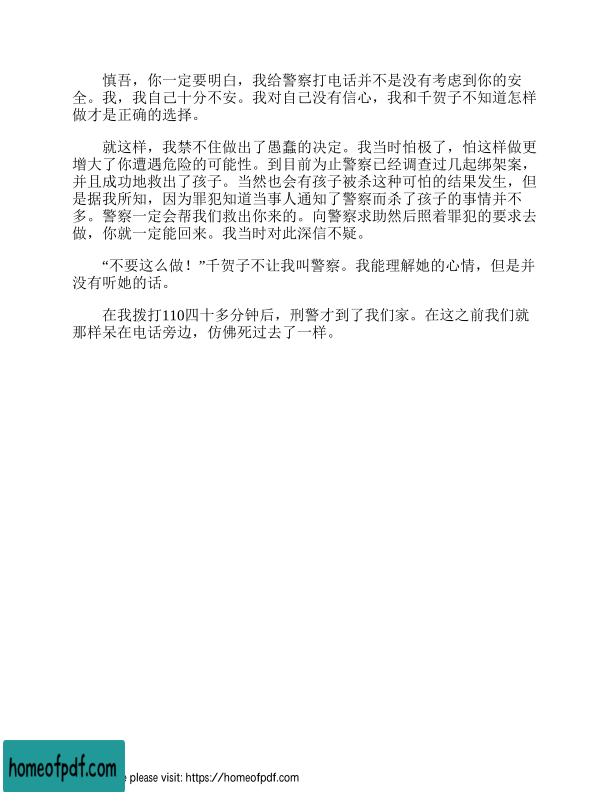 慎吾，你一定要明白，我给警察打电话并不是没有考虑到你的安
全。我，我自己十分不安。我对自己没有信心，我和千贺子不知道怎样
做才是正确的选择。
就这样，我禁不住做出了愚蠢的决定。我当时怕极了，怕这样做更
增大了你遭遇危险的可能性。到目前为止警察已经调查过几起绑架案，
并且成功地救出了孩子。当然也会有孩子被杀这种可怕的结果发生，但
是据我所知，因为罪犯知道当事人通知了警察而杀了孩子的事情并不
多。警察一定会帮我们救出你来的。向警察求助然后照着罪犯的要求去
做，你就一定能回来。我当时对此深信不疑。
“不要这么做！”千贺子不让我叫警察。我能理解她的心情，但是并
没有听她的话。
在我拨打110四十多分钟后，刑警才到了我们家。在这之前我们就
那样呆在电话旁边，仿佛死过去了一样。
homeofpdf.com
e please visit: https://homeofpdf.com